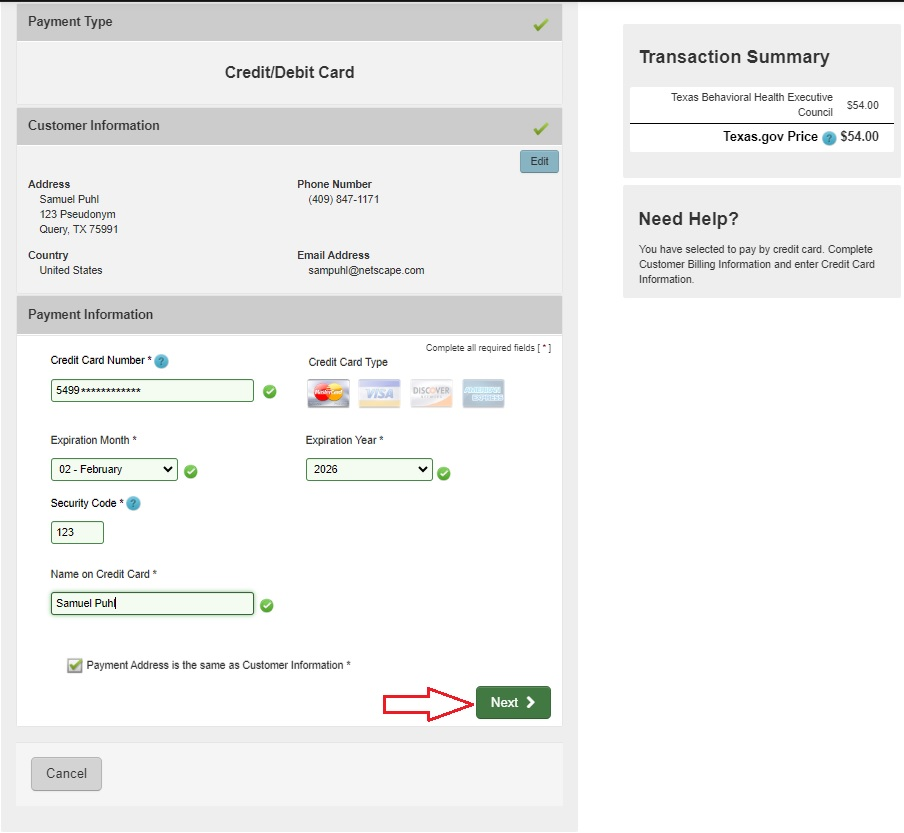 Payment Type
Credit/Debit Card
Customer Information
Edit
Address
Samuel Puhl
123 Pseudonym
Query, TX 75991
Phone Number
(409) 847-1171
Country
United States
Email Address
sampuhl@netscape.com
Payment Information
Complete all required fields [ * ]
Credit Card Number * ?
5499************
Credit Card Type
MasterCard
VISA
DISCOVER
AMERICAN EXPRESS
Expiration Month *
02 - February
Expiration Year *
2026
Security Code * ?
123
Name on Credit Card *
Samuel Puhl
Payment Address is the same as Customer Information *
Next
Cancel
Transaction Summary
Texas Behavioral Health Executive
Council
$54.00
Texas.gov Price ? $54.00
Need Help?
You have selected to pay by credit card. Complete
Customer Billing Information and enter Credit Card
Information.